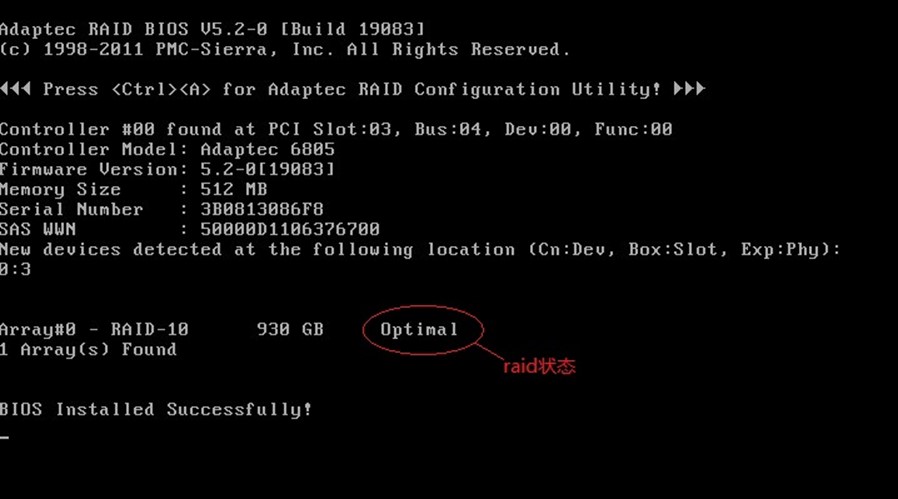 Adaptec RAID BIOS V5.2-0 [Build 19083]
(c) 1998-2011 PMC-Sierra, Inc. All Rights Reserved.
◄◄◄ Press <Ctrl><A> for Adaptec RAID Configuration Utility! ►►►
Controller #00 found at PCI Slot:03, Bus:04, Dev:00, Func:00
Controller Model: Adaptec 6805
Firmware Version: 5.2-0[19083]
Memory Size : 512 MB
Serial Number : 3B0813086F8
SAS WWN : 50000D1106376700
New devices detected at the following location (Cn:Dev, Box:Slot, Exp:Phy):
0:3
Array#0 - RAID-10 930 GB Optimal
raid状态
1 Array(s) Found
BIOS Installed Successfully!